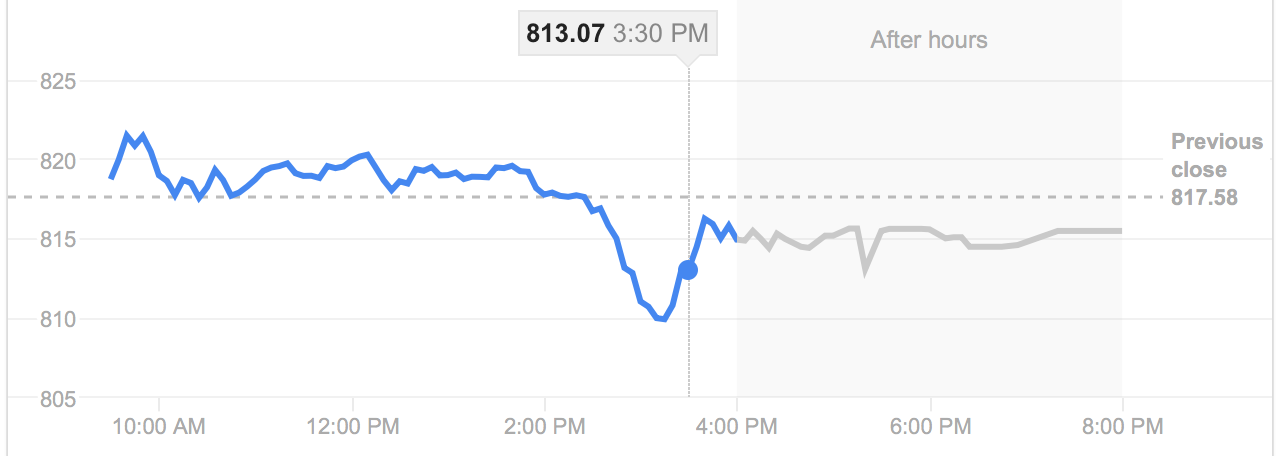 813.07 3:30 PM
After hours
825
820
815
810
805
Previous
close
817.58
10:00 AM 12:00 PM 2:00 PM 4:00 PM 6:00 PM 8:00 PM